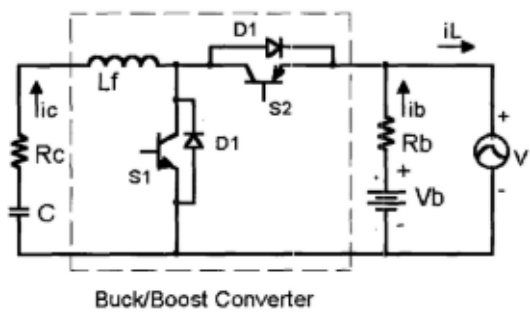 D1
iL
Lf
ic
S2
ib
Rc
S1
D1
Rb
+
V
+
Vb
-
C
-
Buck/Boost Converter